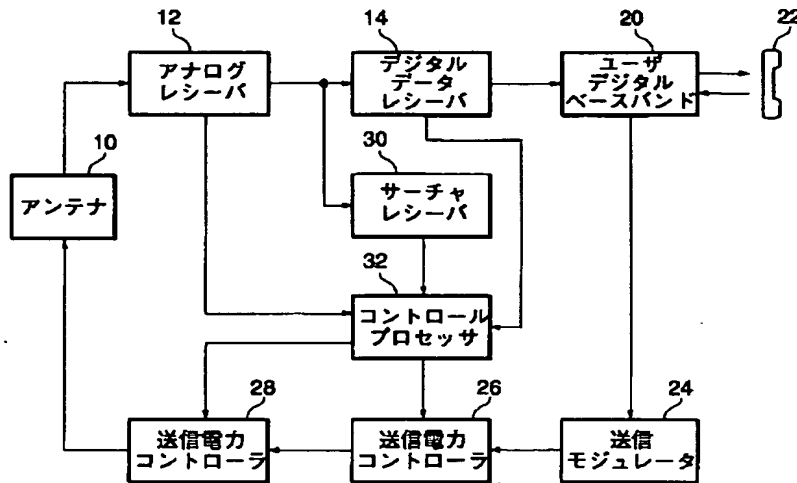 12
14
20
22
アナログ
レシーバ
デジタル
データ
レシーバ
ユーザ
デジタル
ベースバンド
10
アンテナ
30
サーチャ
レシーバ
32
コントロール
プロセッサ
28
26
24
送信電力
コントローラ
送信電力
コントローラ
送信
モジュレータ